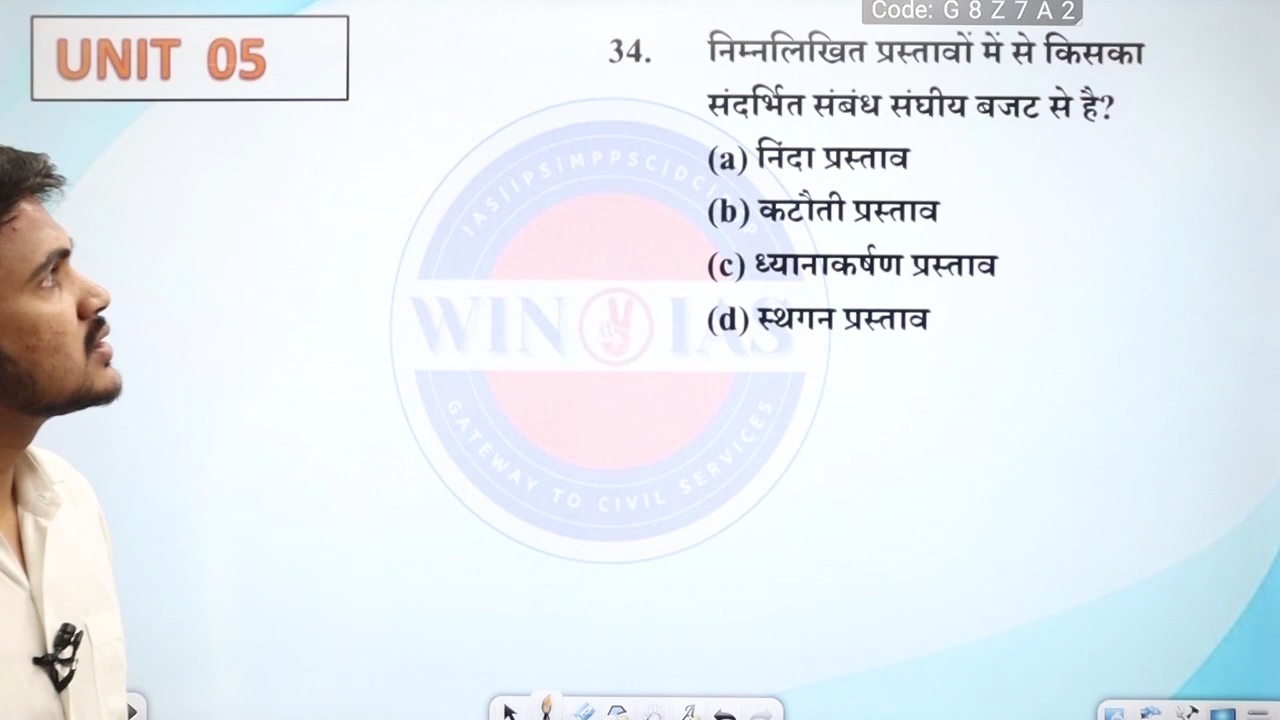 Code: G 8 Z 7 A 2
UNIT 05
34. निम्नलिखित प्रस्तावों में से किसका
संदर्भित संबंध संघीय बजट से है?
(a) निंदा प्रस्ताव
(b) कटौती प्रस्ताव
(c) ध्यानाकर्षण प्रस्ताव
(d) स्थगन प्रस्ताव
WIN IAS
GATEWAY TO CIVIL SERVICES